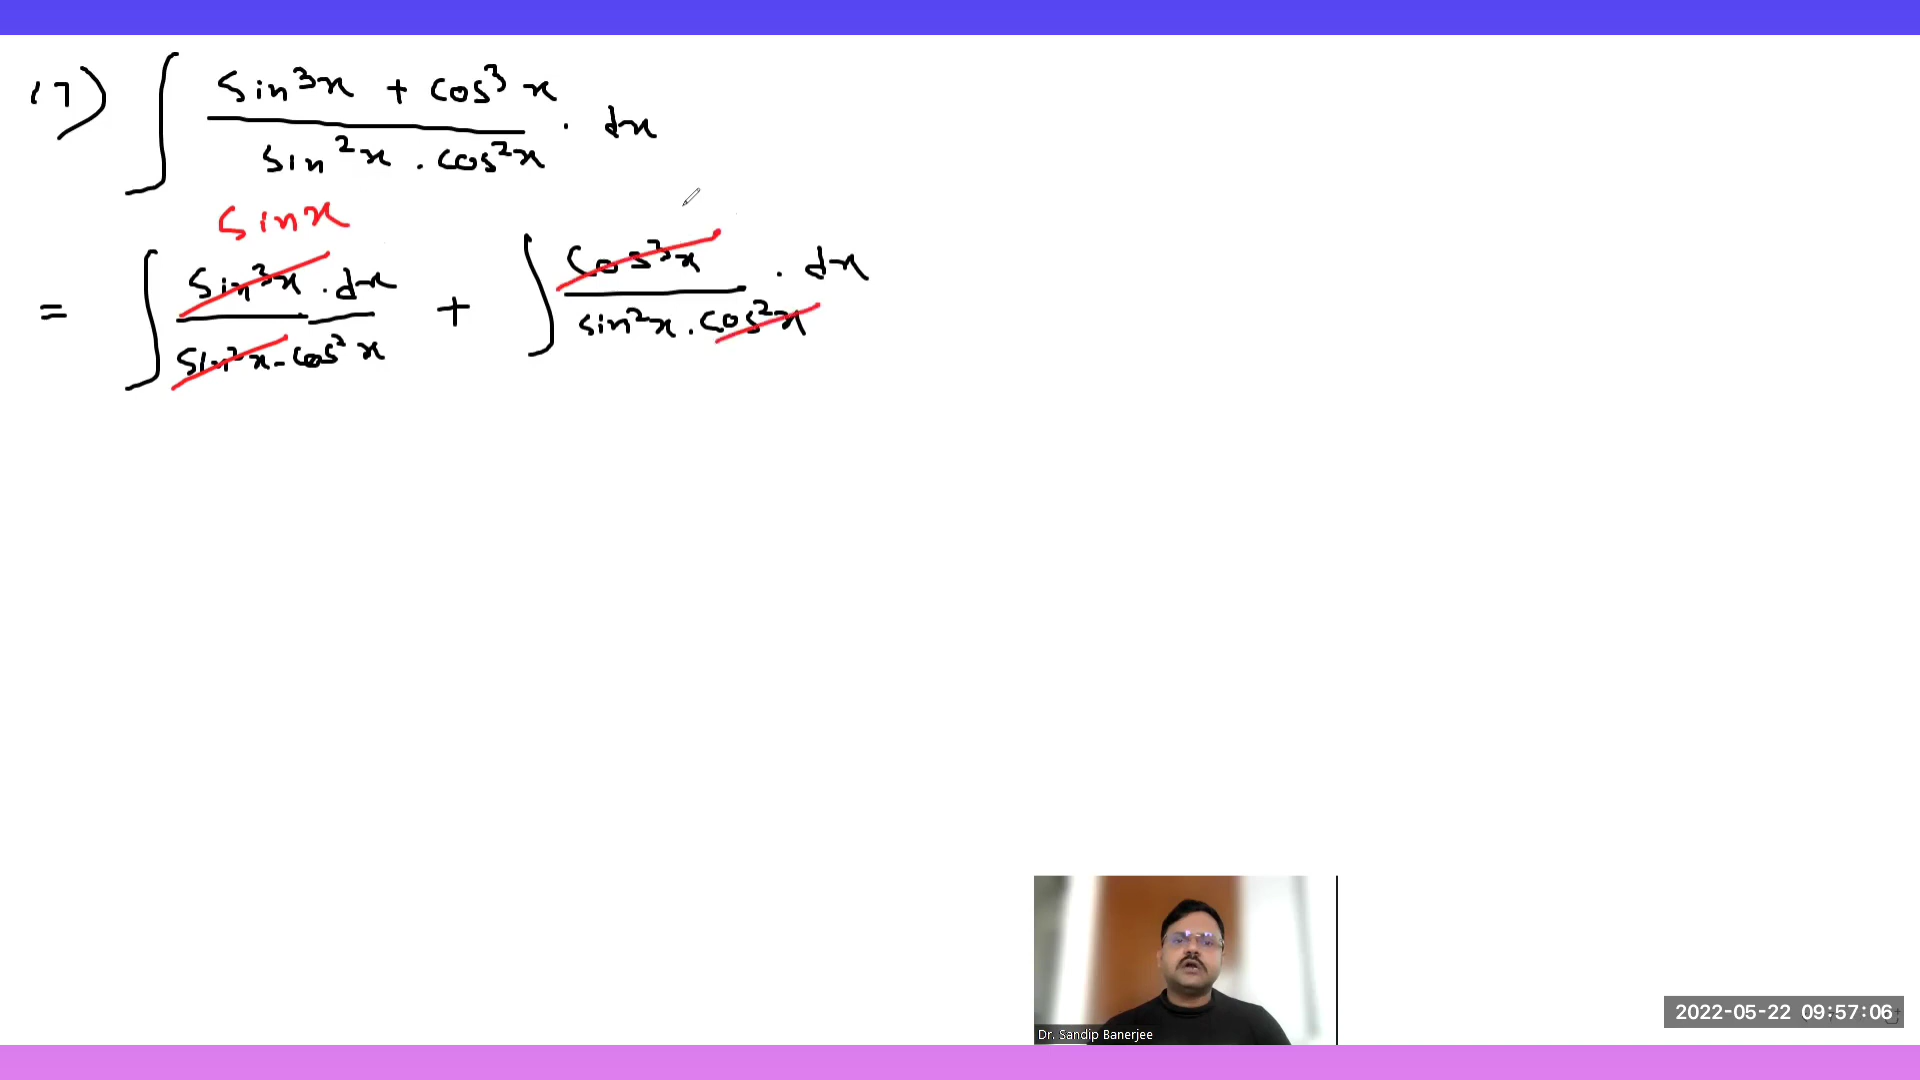 17) ∫ sin³x + cos³x / sin²x . cos²x . dx
sin x
= ∫ sin³x . dx / sin²x - cos²x + ∫ cos³x / sin²x . cos²x . dx
Dr. Sandip Banerjee
2022-05-22 09:57:06